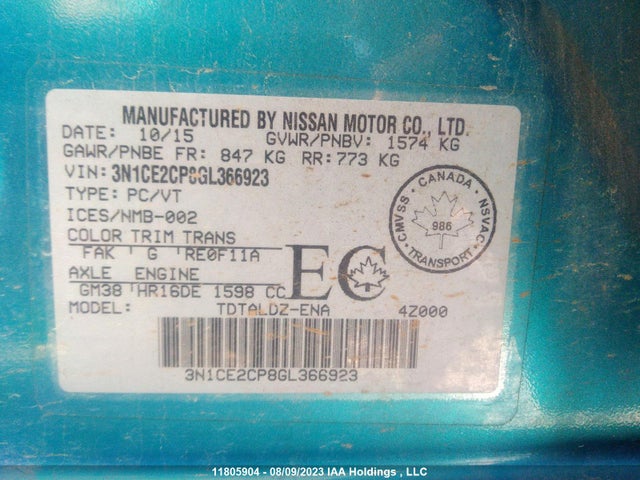 MANUFACTURED BY NISSAN MOTOR CO., LTD.
DATE: 10/15 GVWR/PNBV: 1574 KG
GAWR/PNBE FR: 847 KG RR: 773 KG
VIN: 3N1CE2CP8GL366923
TYPE: PC/VT
ICES/NMB-002
COLOR TRIM TRANS
FAK G RE0F11A
AXLE ENGINE
GM38 HR16DE 1598 CC
EC
MODEL: TDTALDZ-ENA 4Z000
3N1CE2CP8GL366923
CANADA
CMVSS NSVAC
986
TRANSPORT
11805904 - 08/09/2023 IAA Holdings , LLC